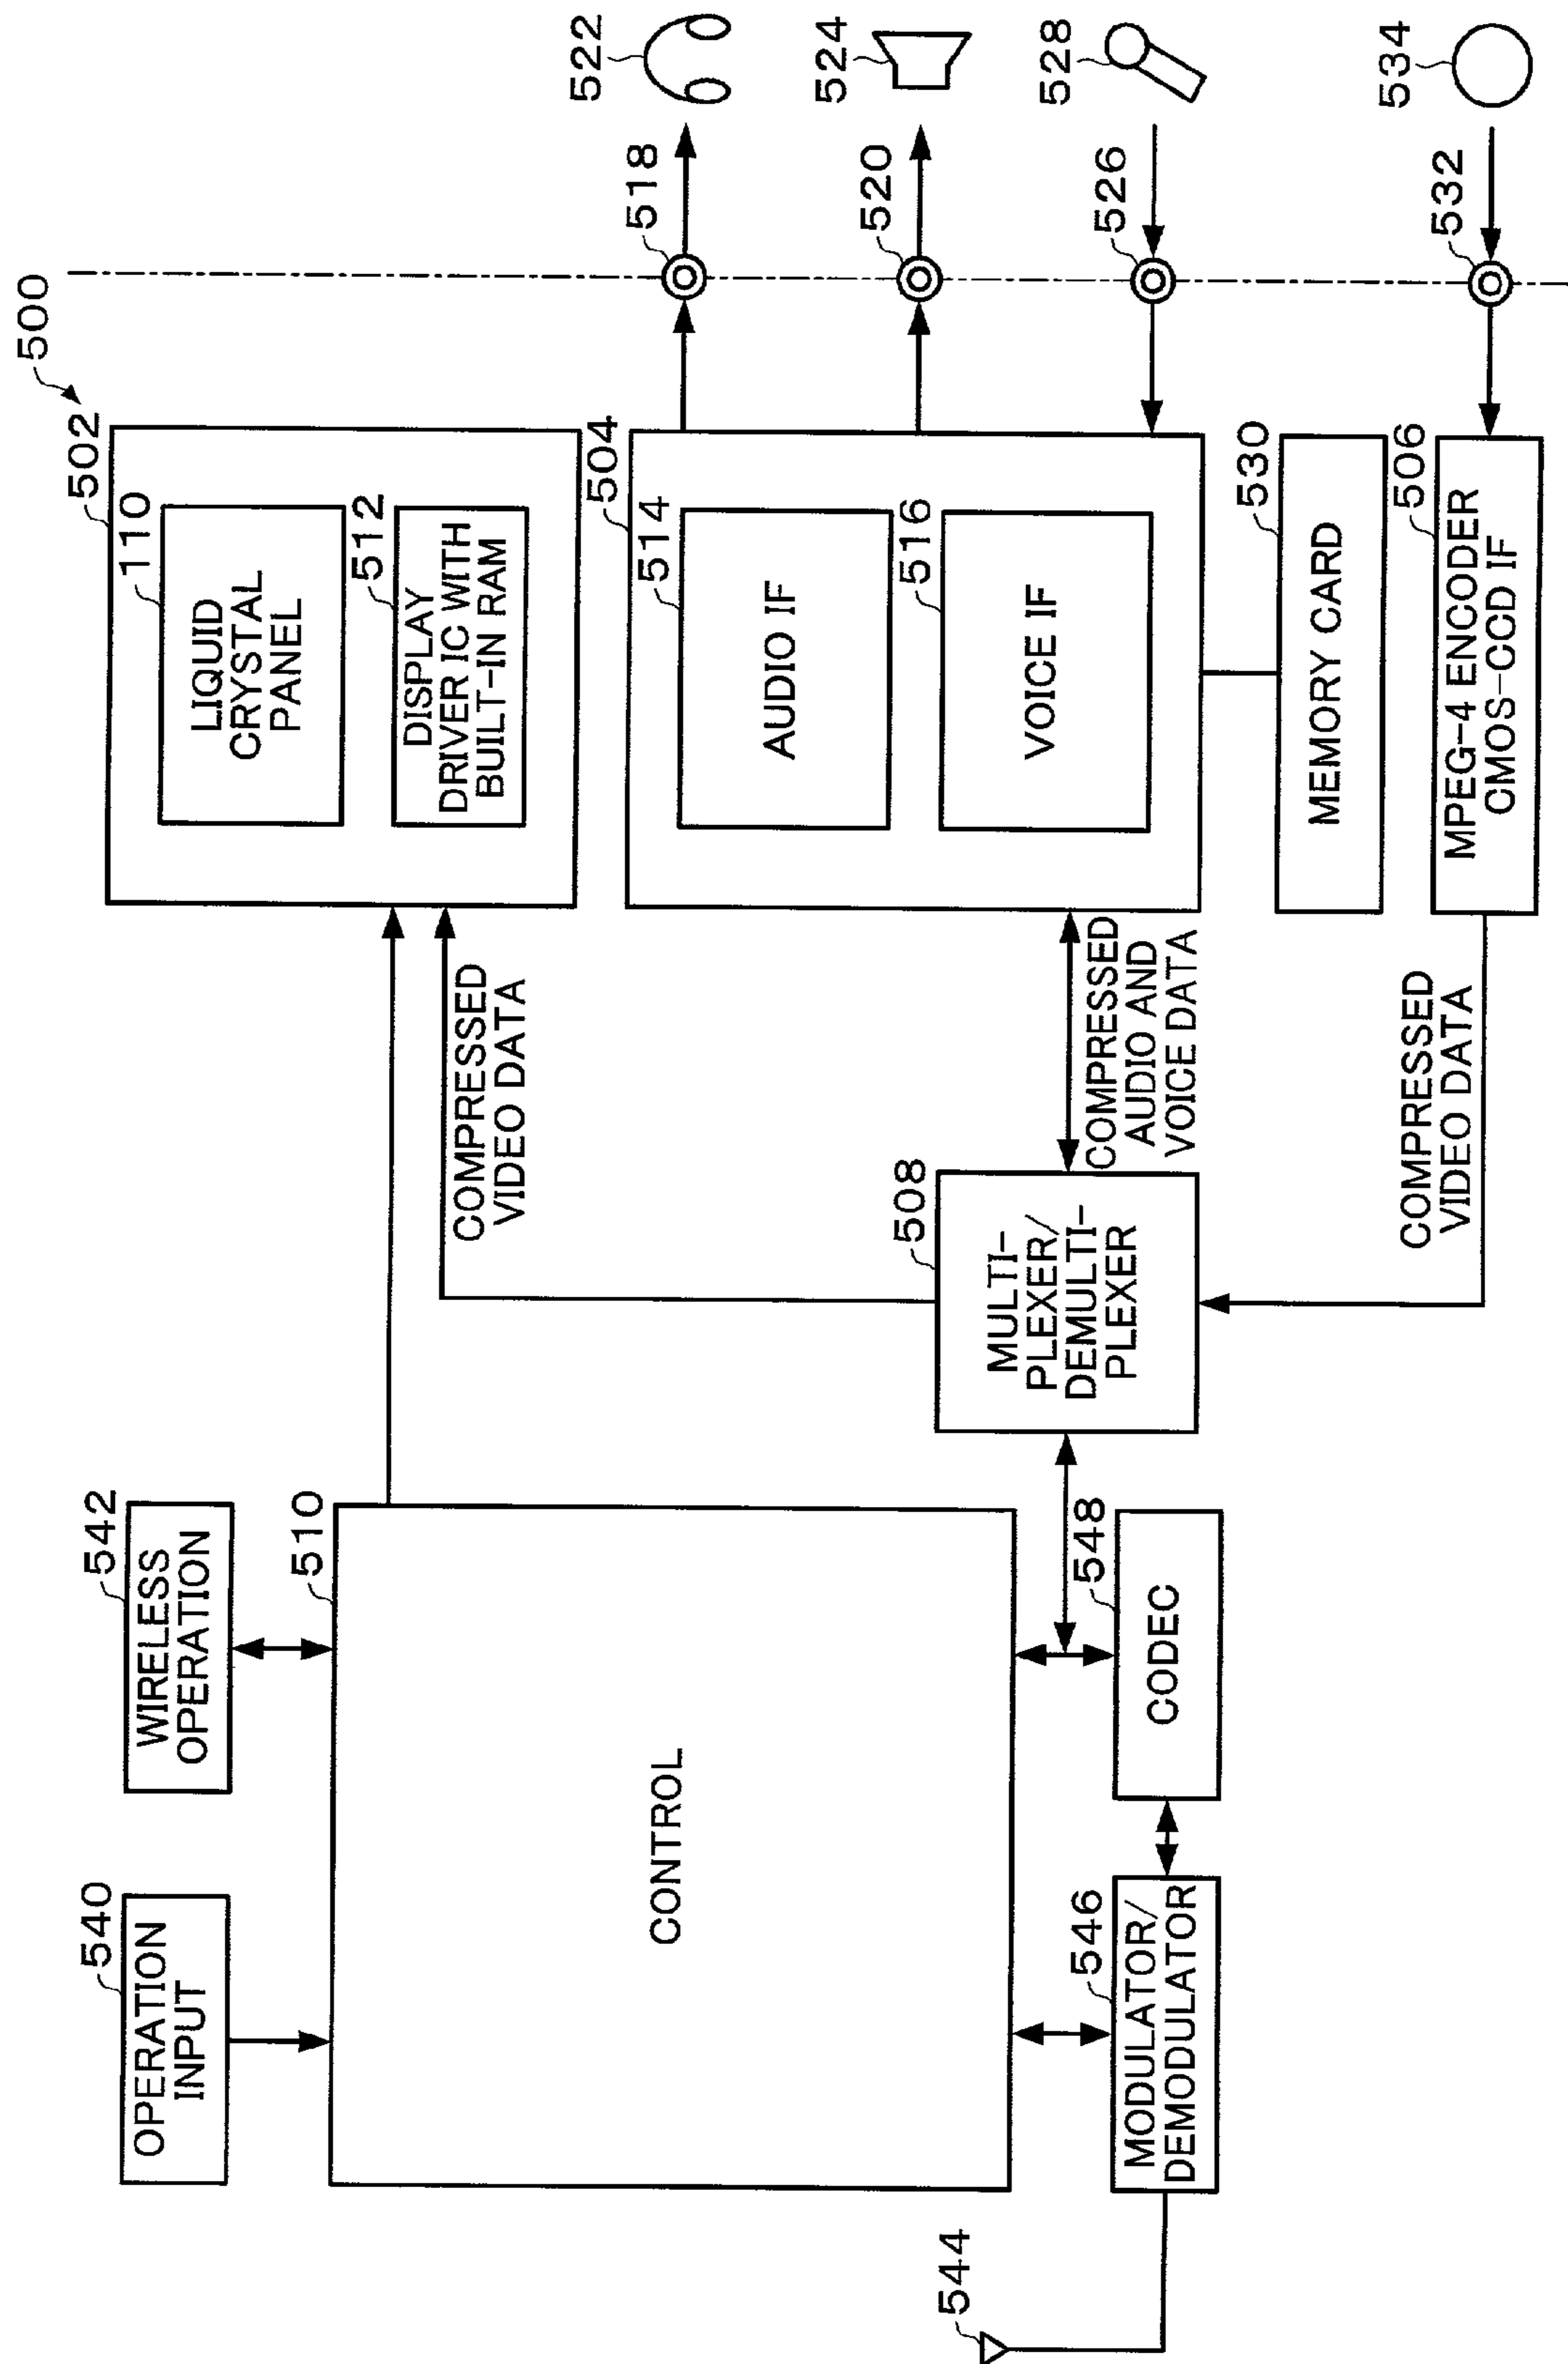 500
542
WIRELESS
OPERATION
540
OPERATION
INPUT
510
CONTROL
544
546
MODULATOR/
DEMODULATOR
548
CODEC
508
MULTI-
PLEXER/
DEMULTI-
PLEXER
COMPRESSED
VIDEO DATA
COMPRESSED
AUDIO AND
VOICE DATA
COMPRESSED
VIDEO DATA
502
110
LIQUID
CRYSTAL
PANEL
512
DISPLAY
DRIVER IC WITH
BUILT-IN RAM
504
514
AUDIO IF
516
VOICE IF
530
MEMORY CARD
506
MPEG-4 ENCODER
CMOS-CCD IF
518
522
520
524
526
528
532
534